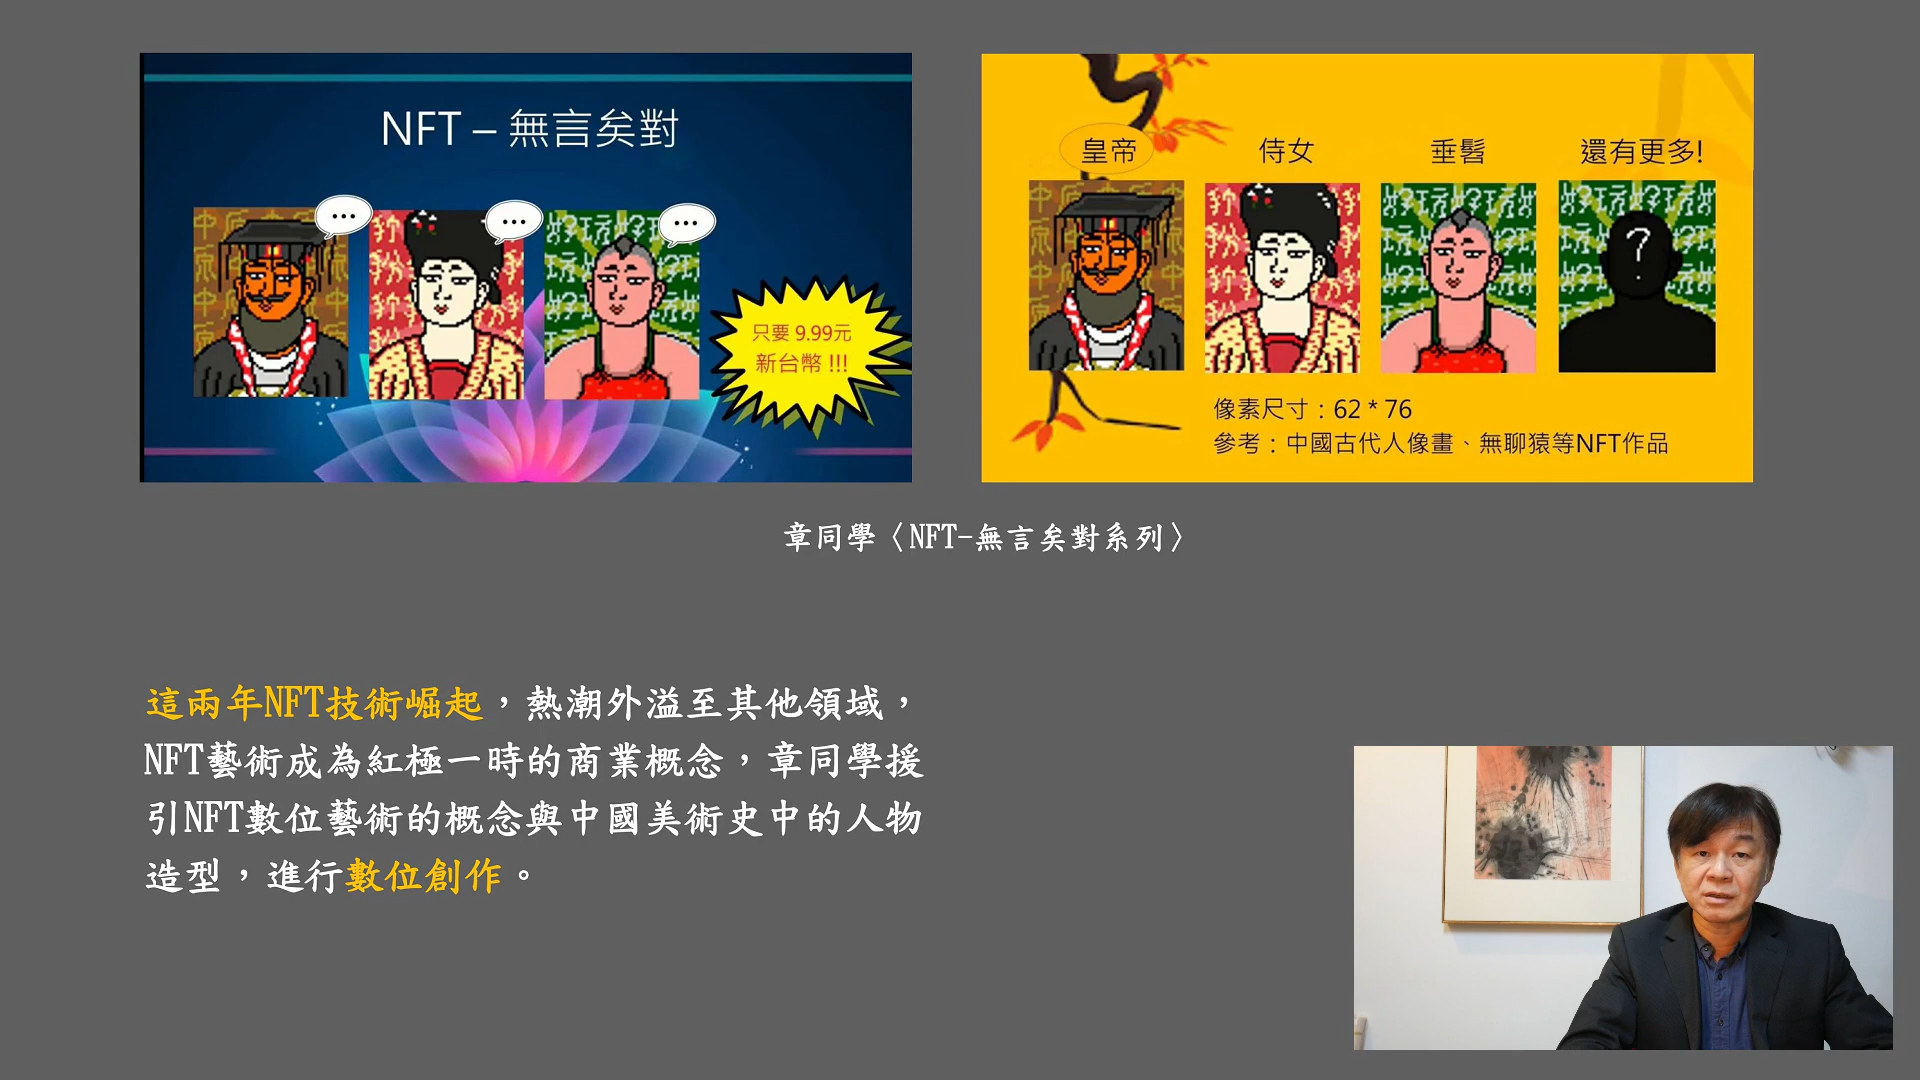 NFT – 無言矣對
...
...
...
只要 9.99元
新台幣 !!!
皇帝
侍女
垂髫
還有更多!
?
像素尺寸：62 * 76
參考：中國古代人像畫、無聊猿等NFT作品
章同學〈NFT-無言矣對系列〉
這兩年NFT技術崛起，熱潮外溢至其他領域，
NFT藝術成為紅極一時的商業概念，章同學援
引NFT數位藝術的概念與中國美術史中的人物
造型，進行數位創作。